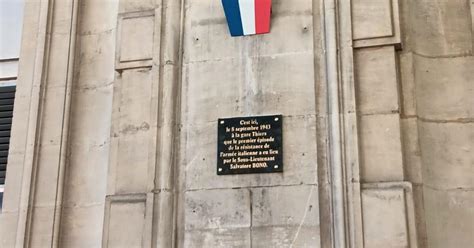 C'est ici,
le 8 septembre 1943
à la gare Thiers
que le premier épisode
de la résistance de
l'armée italienne a eu lieu
par le Sous-Lieutenant
Salvatore BONO.